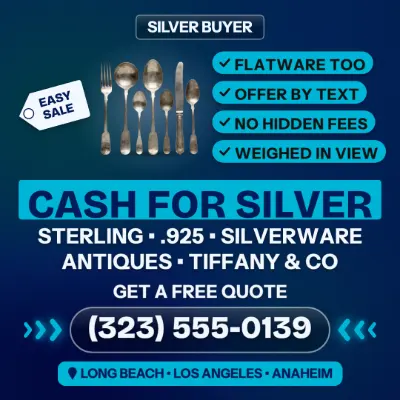 SILVER BUYER
EASY
SALE
✓ FLATWARE TOO
✓ OFFER BY TEXT
✓ NO HIDDEN FEES
✓ WEIGHED IN VIEW
CASH FOR SILVER
STERLING • .925 • SILVERWARE
ANTIQUES • TIFFANY & CO
GET A FREE QUOTE
(323) 555-0139
LONG BEACH • LOS ANGELES • ANAHEIM